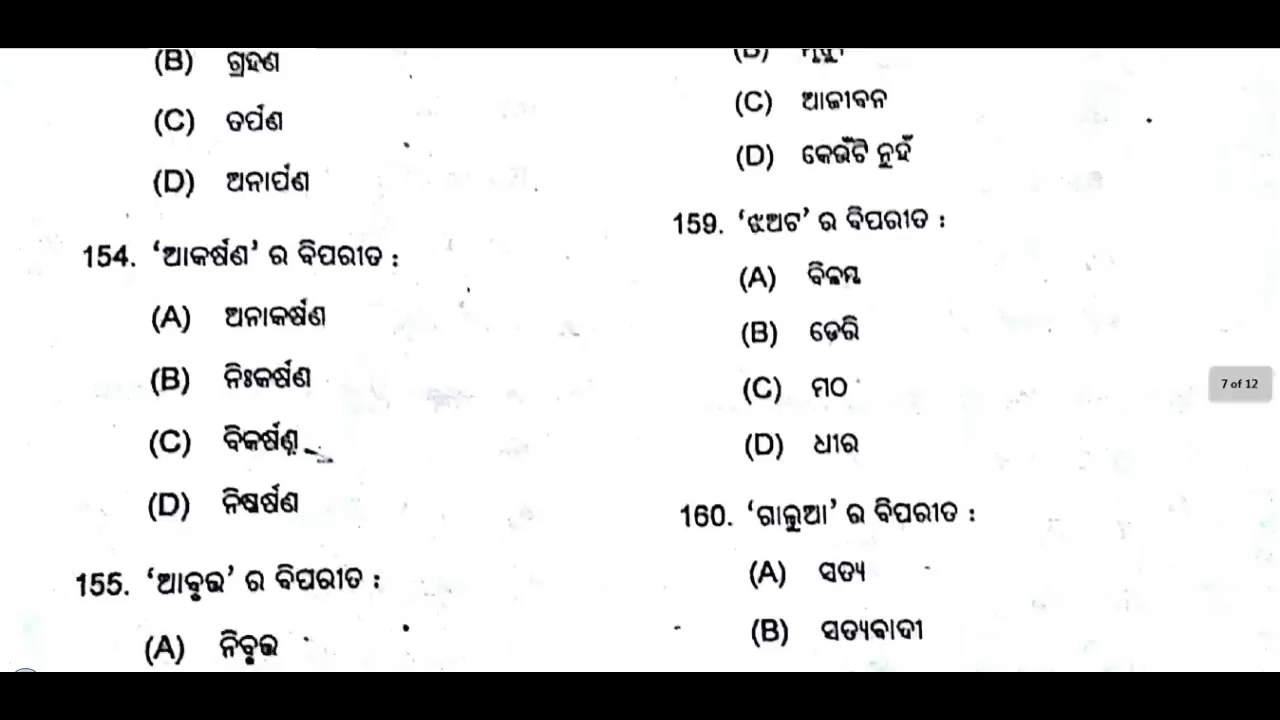 (B) ଗ୍ରହଣ
(C) ତର୍ପଣ
(D) ଅନାର୍ପଣ
154. ‘ଆକର୍ଷଣ’ ର ବିପରୀତ :
(A) ଅନାକର୍ଷଣ
(B) ନିଃକର୍ଷଣ
(C) ବିକର୍ଷଣ
(D) ନିଷ୍କର୍ଷଣ
155. ‘ଆବୃତ୍ତ’ ର ବିପରୀତ :
(A) ନିବୃତ୍ତ
(B)
(C) ଆଜୀବନ
(D) କେଉଁଟି ନୁହଁ
159. ‘ଝଅଟ’ ର ବିପରୀତ :
(A) ବିଳମ୍ବ
(B) ଡେରି
(C) ମଠ
(D) ଧୀର
160. ‘ଗାଲୁଆ’ ର ବିପରୀତ :
(A) ସତ୍ୟ
(B) ସତ୍ୟବାଦୀ
7 of 12